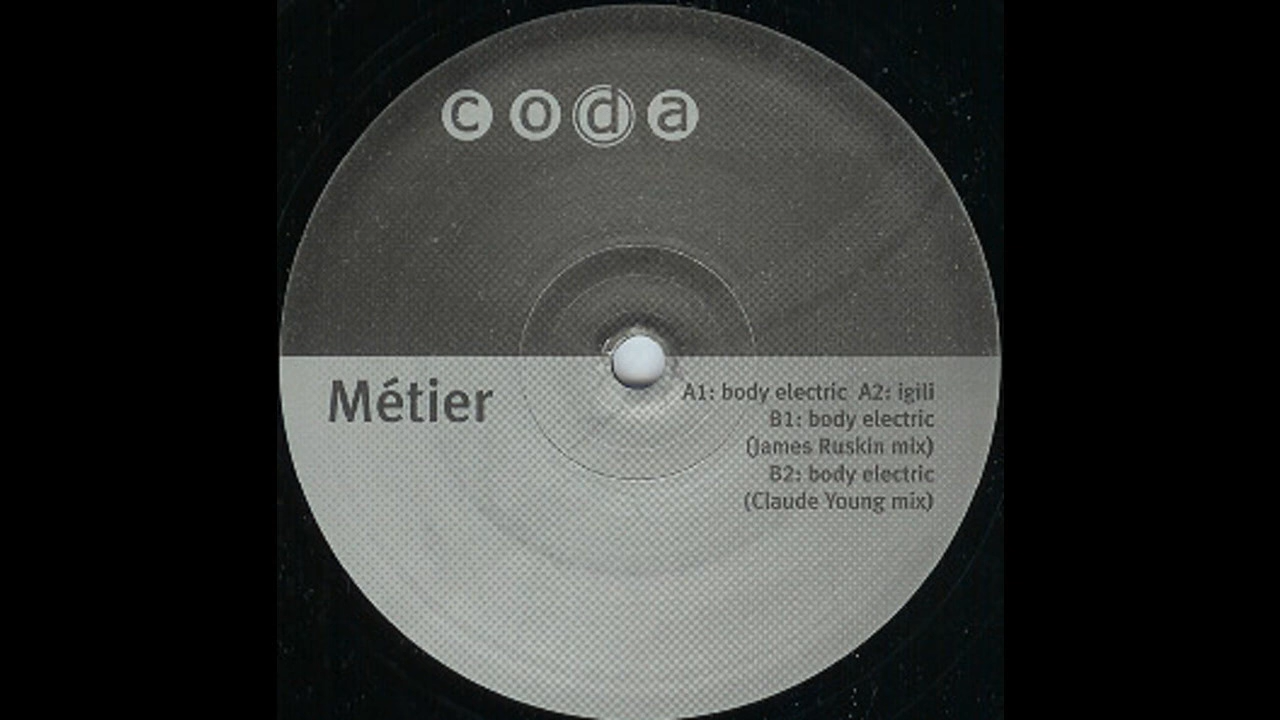 coda
Métier
A1: body electric A2: igili
B1: body electric
(James Ruskin mix)
B2: body electric
(Claude Young mix)